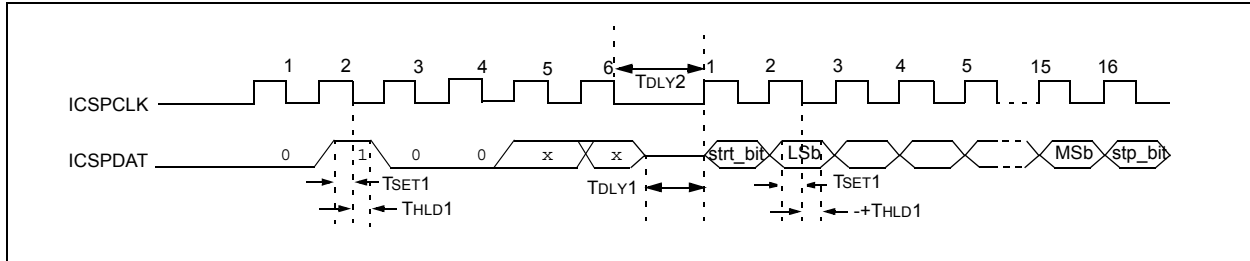 1 2 3 4 5 6 1 2 3 4 5 15 16
TDLY2
ICSPCLK
ICSPDAT
0 1 0 0 x x strt_bit LSb MSb stp_bit
TSET1 TDLY1 TSET1
THLD1 -+THLD1